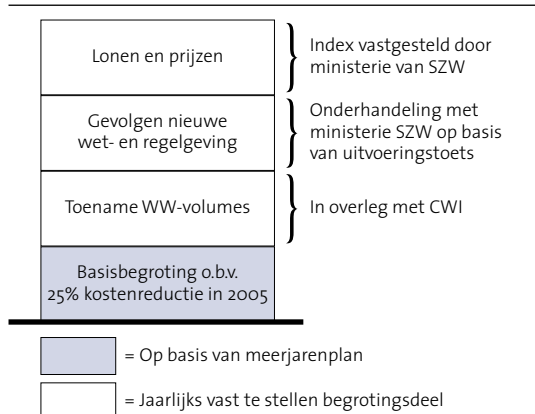 Lonen en prijzen
Index vastgesteld door
ministerie van SZW
Gevolgen nieuwe
wet- en regelgeving
Onderhandeling met
ministerie SZW op basis
van uitvoeringstoets
Toename WW-volumes
In overleg met CWI
Basisbegroting o.b.v.
25% kostenreductie in 2005
= Op basis van meerjarenplan
= Jaarlijks vast te stellen begrotingsdeel